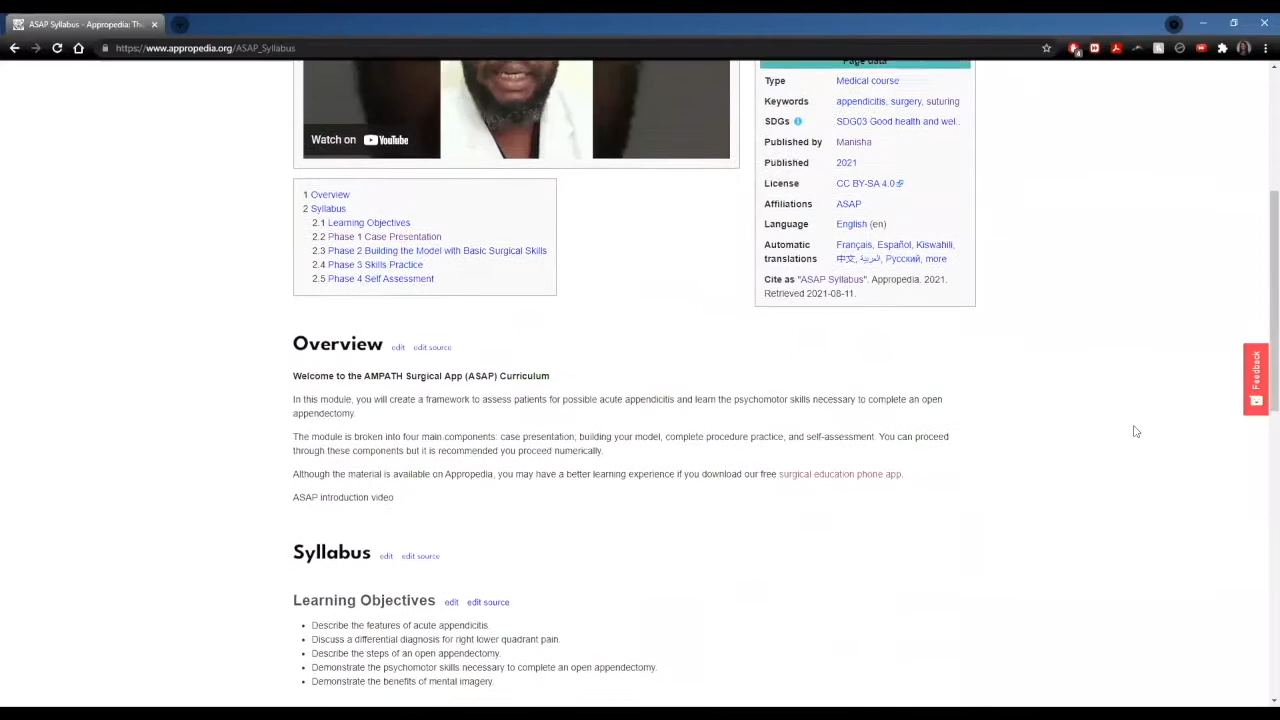 ASAP Syllabus - Appropedia: Th
https://www.appropedia.org/ASAP_Syllabus
Watch on YouTube
1 Overview
2 Syllabus
2.1 Learning Objectives
2.2 Phase 1 Case Presentation
2.3 Phase 2 Building the Model with Basic Surgical Skills
2.4 Phase 3 Skills Practice
2.5 Phase 4 Self Assessment
Page data
Type Medical course
Keywords appendicitis, surgery, suturing
SDGs SDG03 Good health and wel..
Published by Manisha
Published 2021
License CC BY-SA 4.0
Affiliations ASAP
Language English (en)
Automatic Français, Español, Kiswahili,
translations 中文, العربية, Русский, more
Cite as "ASAP Syllabus". Appropedia. 2021.
Retrieved 2021-08-11.
Overview edit edit source
Welcome to the AMPATH Surgical App (ASAP) Curriculum
In this module, you will create a framework to assess patients for possible acute appendicitis and learn the psychomotor skills necessary to complete an open
appendectomy.
The module is broken into four main components: case presentation; building your model, complete procedure practice, and self-assessment. You can proceed
through these components but it is recommended you proceed numerically.
Although the material is available on Appropedia, you may have a better learning experience if you download our free surgical education phone app.
ASAP introduction video
Syllabus edit edit source
Learning Objectives edit edit source
• Describe the features of acute appendicitis.
• Discuss a differential diagnosis for right lower quadrant pain.
• Describe the steps of an open appendectomy.
• Demonstrate the psychomotor skills necessary to complete an open appendectomy.
• Demonstrate the benefits of mental imagery.
Feedback